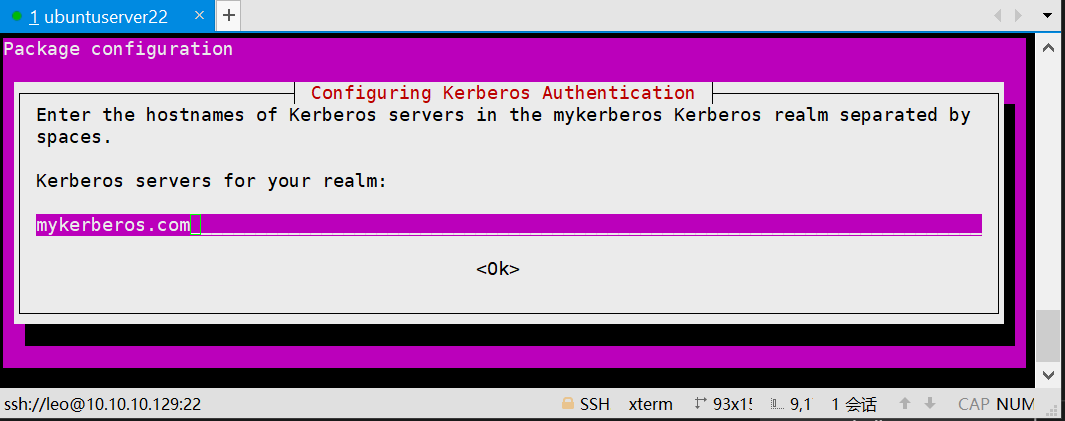 1 ubuntuserver22 × +
Package configuration
Configuring Kerberos Authentication
Enter the hostnames of Kerberos servers in the mykerberos Kerberos realm separated by
spaces.
Kerberos servers for your realm:
mykerberos.com
<Ok>
ssh://leo@10.10.10.129:22 SSH xterm 93x15 9,1 1 会话 CAP NUM